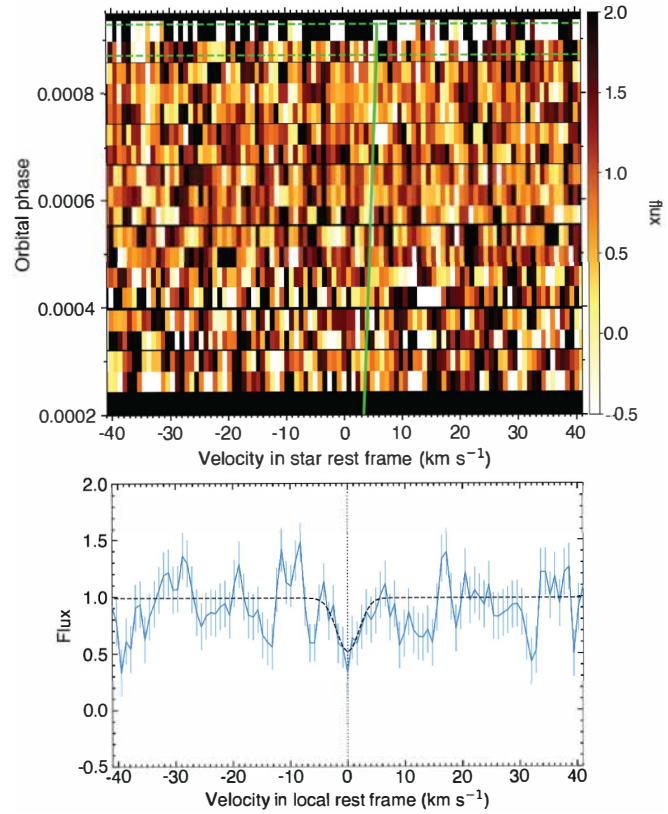 2.0
1.5
1.0
0.5
0.0
-0.5
flux
0.0008
0.0006
0.0004
0.0002
Orbital phase
-40 -30 -20 -10 0 10 20 30 40
Velocity in star rest frame (km s⁻¹)
2.0
1.5
1.0
0.5
0.0
-0.5
Flux
-40 -30 -20 -10 0 10 20 30 40
Velocity in local rest frame (km s⁻¹)